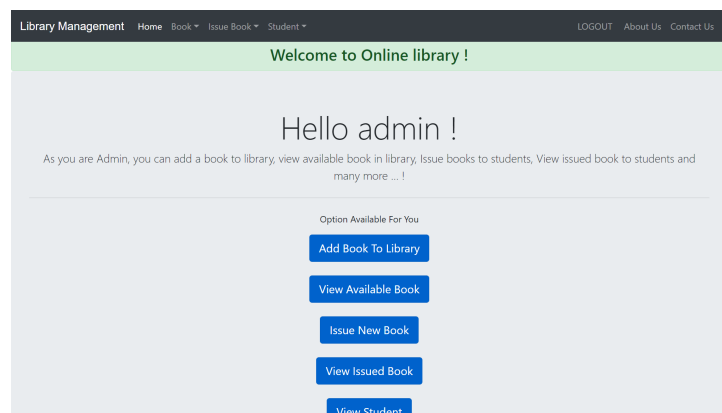 Library Management Home Book Issue Book Student LOGOUT About Us Contact Us
Welcome to Online library !
Hello admin !
As you are Admin, you can add a book to library, view available book in library, Issue books to students, View issued book to students and
many more ... !
Option Available For You
Add Book To Library
View Available Book
Issue New Book
View Issued Book
View Student